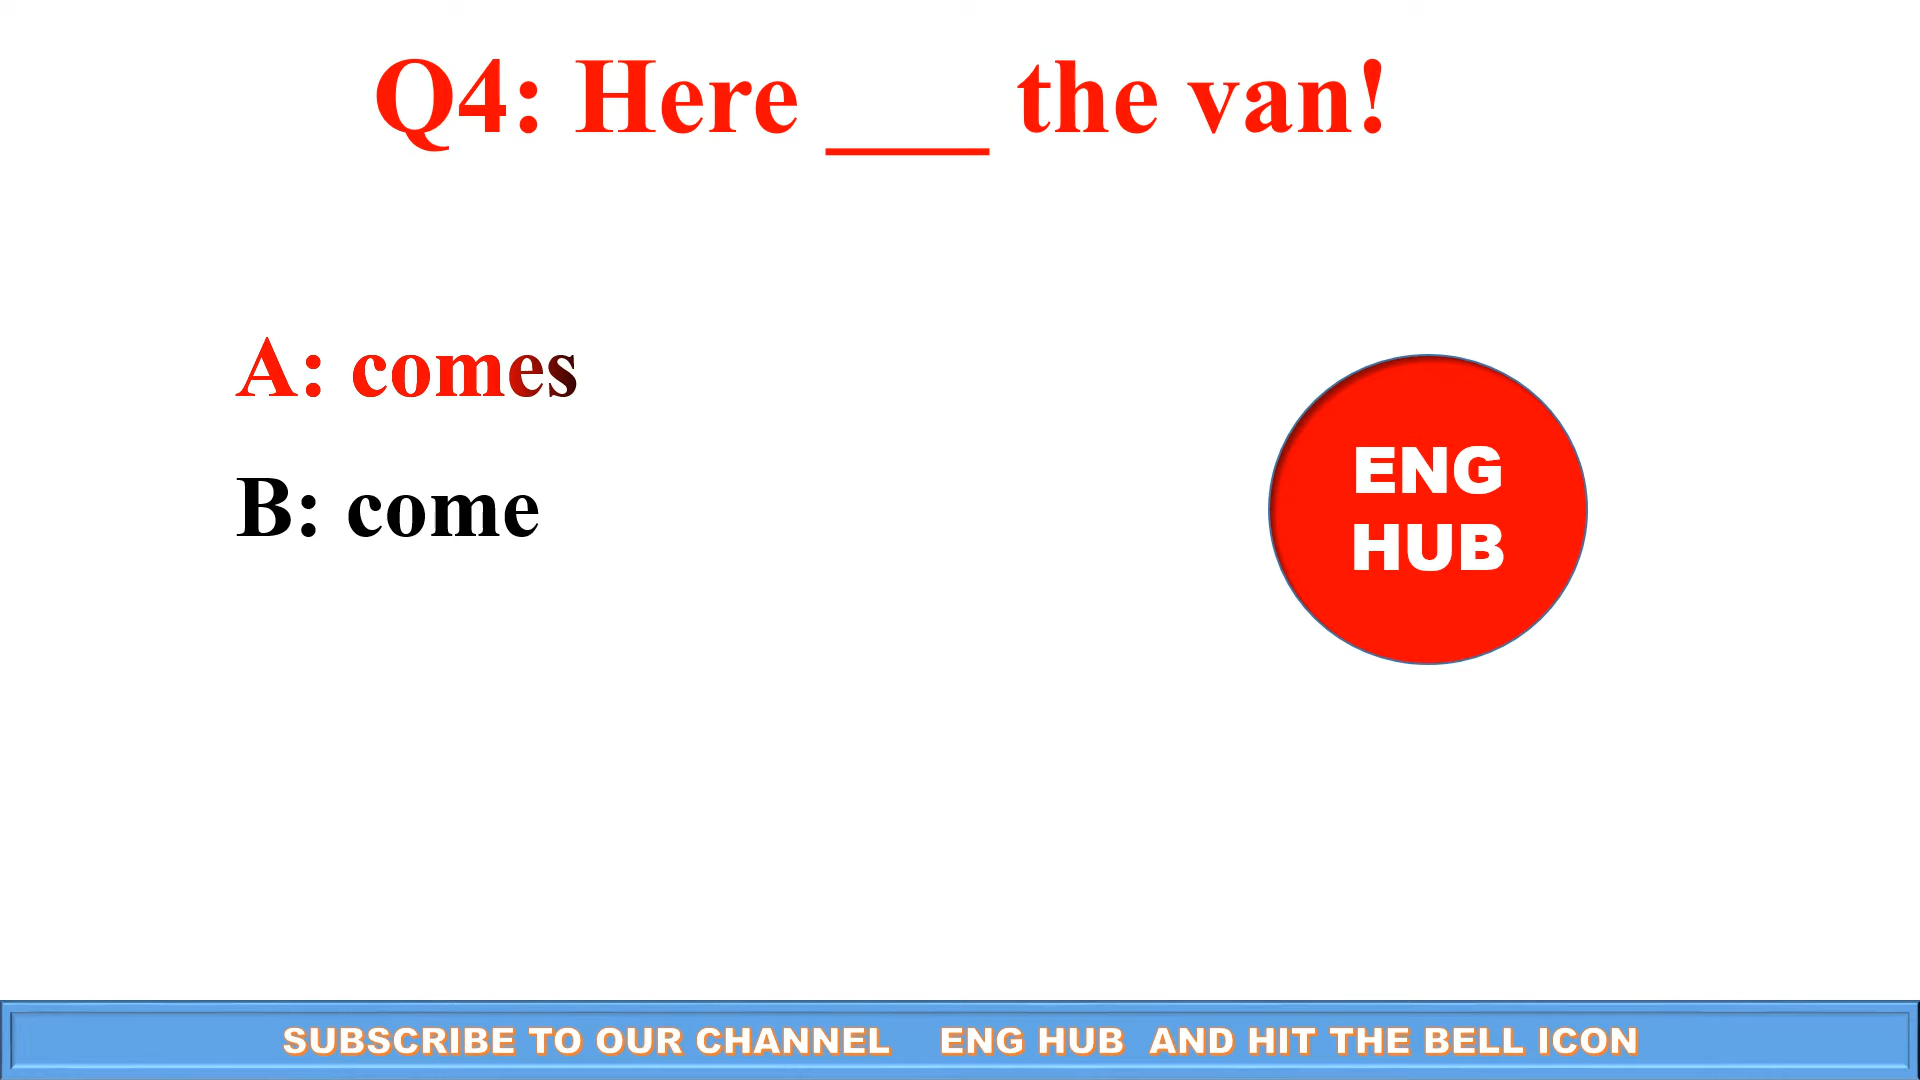 Q4: Here ___ the van!
A: comes
B: come
ENG
HUB
SUBSCRIBE TO OUR CHANNEL ENG HUB AND HIT THE BELL ICON